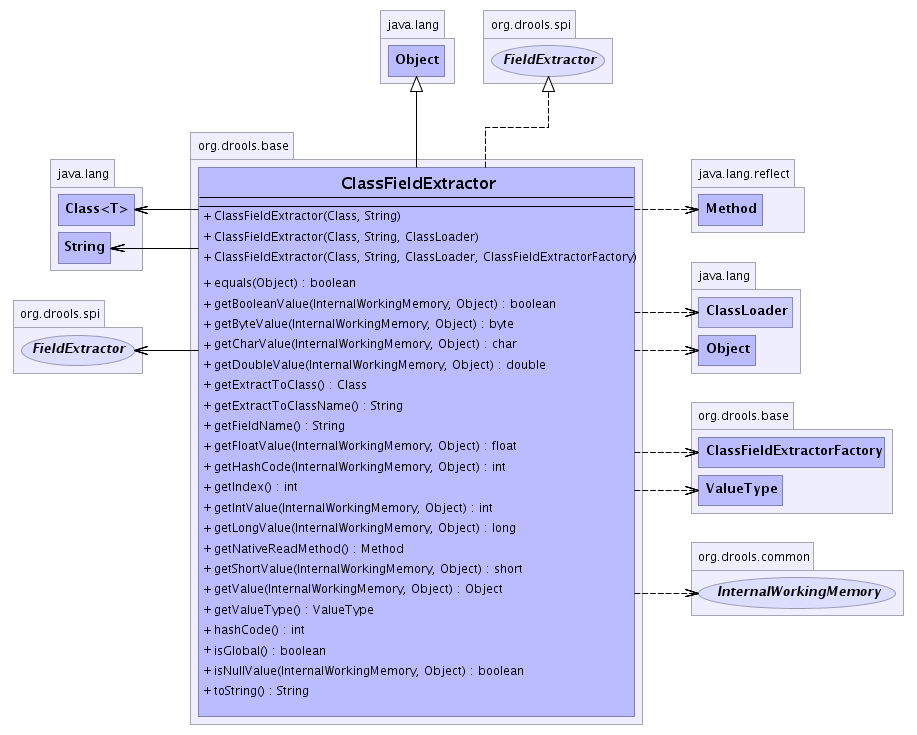 java.lang
Object
org.drools.spi
FieldExtractor
org.drools.base
ClassFieldExtractor
+ ClassFieldExtractor(Class, String)
+ ClassFieldExtractor(Class, String, ClassLoader)
+ ClassFieldExtractor(Class, String, ClassLoader, ClassFieldExtractorFactory)
+ equals(Object) : boolean
+ getBooleanValue(InternalWorkingMemory, Object) : boolean
+ getByteValue(InternalWorkingMemory, Object) : byte
+ getCharValue(InternalWorkingMemory, Object) : char
+ getDoubleValue(InternalWorkingMemory, Object) : double
+ getExtractToClass() : Class
+ getExtractToClassName() : String
+ getFieldName() : String
+ getFloatValue(InternalWorkingMemory, Object) : float
+ getHashCode(InternalWorkingMemory, Object) : int
+ getIndex() : int
+ getIntValue(InternalWorkingMemory, Object) : int
+ getLongValue(InternalWorkingMemory, Object) : long
+ getNativeReadMethod() : Method
+ getShortValue(InternalWorkingMemory, Object) : short
+ getValue(InternalWorkingMemory, Object) : Object
+ getValueType() : ValueType
+ hashCode() : int
+ isGlobal() : boolean
+ isNullValue(InternalWorkingMemory, Object) : boolean
+ toString() : String
java.lang
Class<T>
String
org.drools.spi
FieldExtractor
java.lang.reflect
Method
java.lang
ClassLoader
Object
org.drools.base
ClassFieldExtractorFactory
ValueType
org.drools.common
InternalWorkingMemory